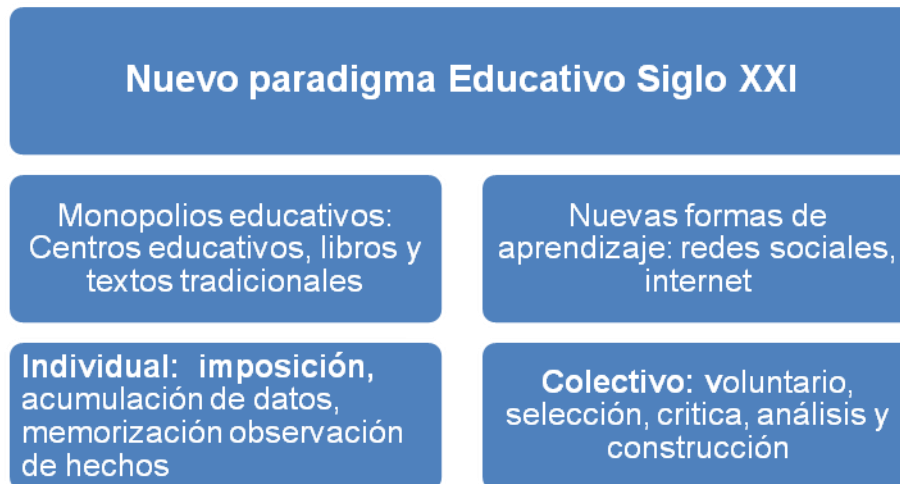 Nuevo paradigma Educativo Siglo XXI
Monopolios educativos:
Centros educativos, libros y
textos tradicionales
Nuevas formas de
aprendizaje: redes sociales,
internet
Individual: imposición,
acumulación de datos,
memorización observación
de hechos
Colectivo: voluntario,
selección, critica, análisis y
construcción